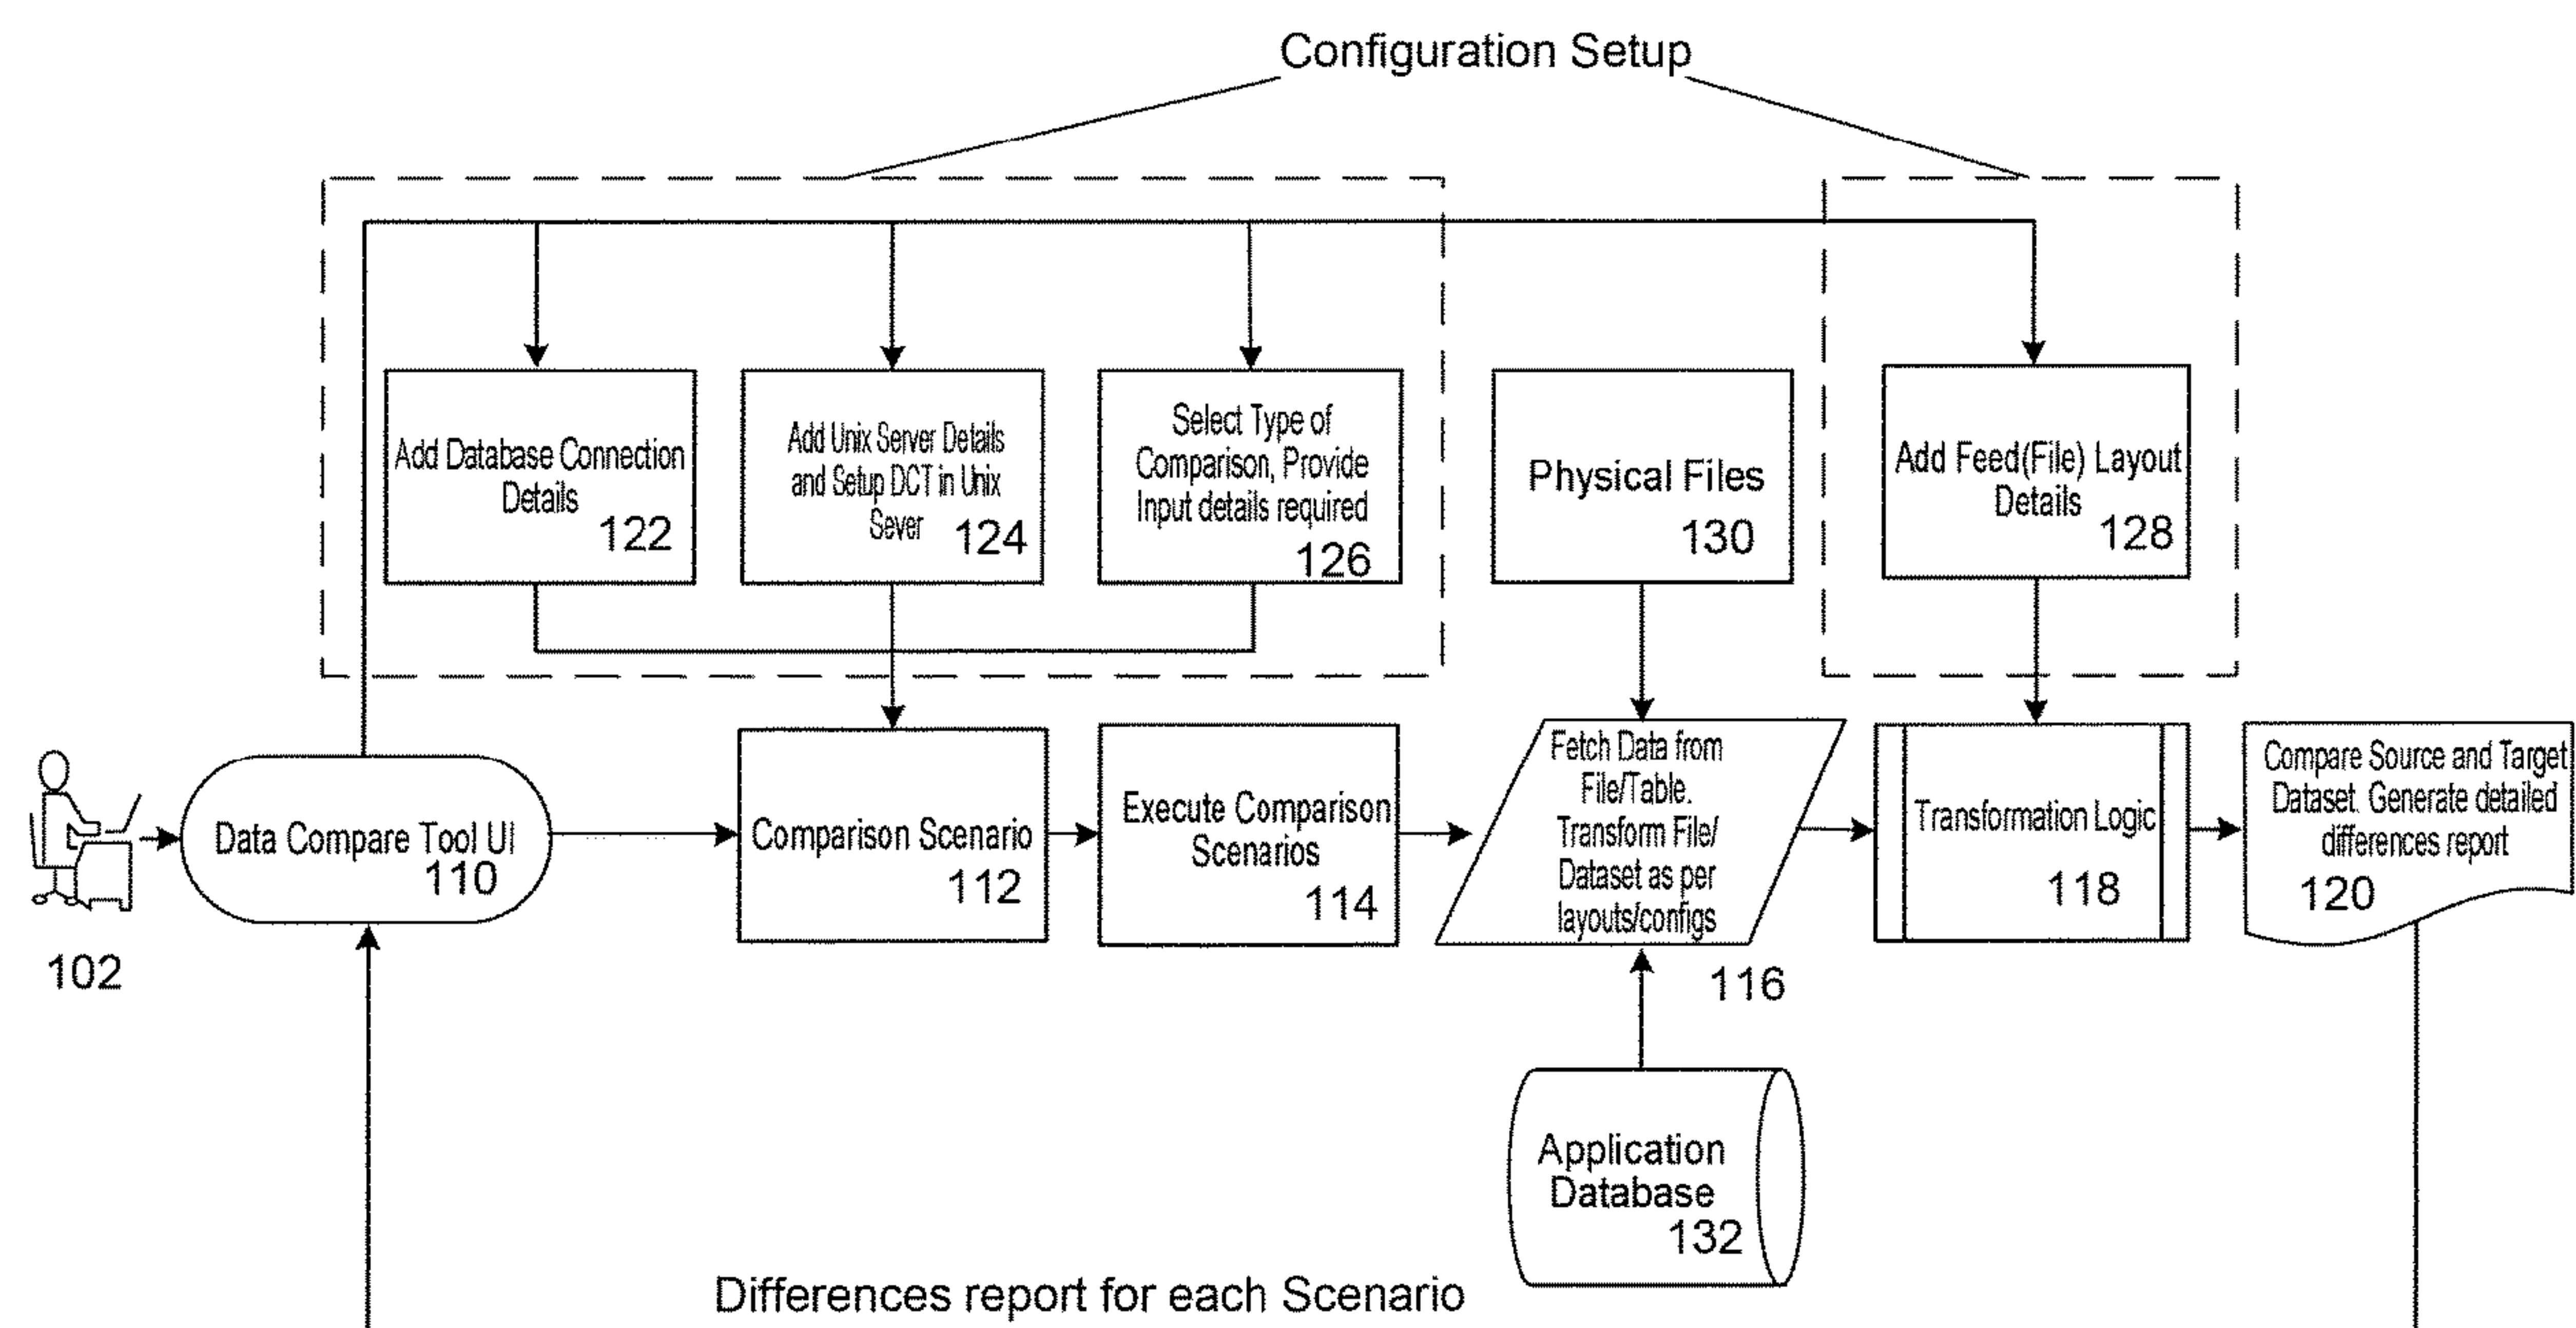 Configuration Setup
Add Database Connection
Details
122
Add Unix Server Details
and Setup DCT in Unix
Sever
124
Select Type of
Comparison, Provide
Input details required
126
Physical Files
130
Add Feed(File) Layout
Details
128
102
Data Compare Tool UI
110
Comparison Scenario
112
Execute Comparison
Scenarios
114
Fetch Data from
File/Table.
Transform File/
Dataset as per
layouts/configs
116
Transformation Logic
118
Compare Source and Target
Dataset. Generate detailed
differences report
120
Application
Database
132
Differences report for each Scenario